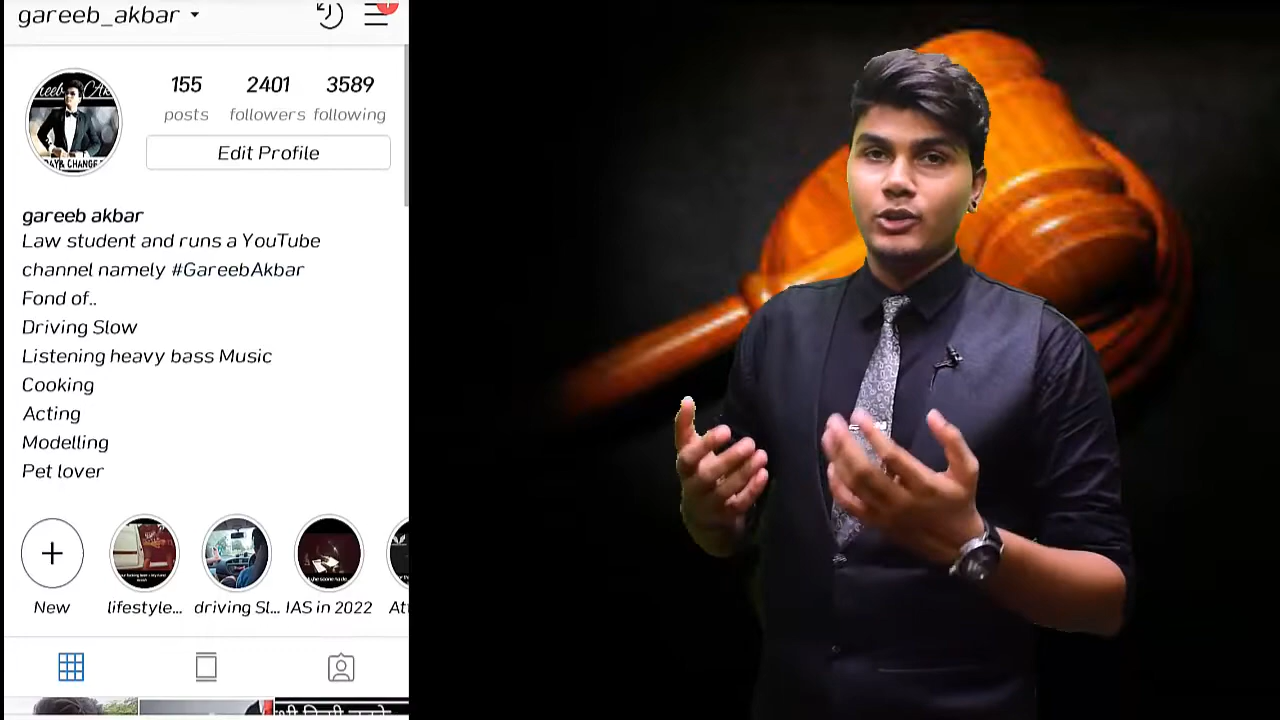 gareeb_akbar
155 2401 3589
posts followers following
Edit Profile
gareeb akbar
Law student and runs a YouTube
channel namely #GareebAkbar
Fond of..
Driving Slow
Listening heavy bass Music
Cooking
Acting
Modelling
Pet lover
New lifestyle... driving Sl... IAS in 2022